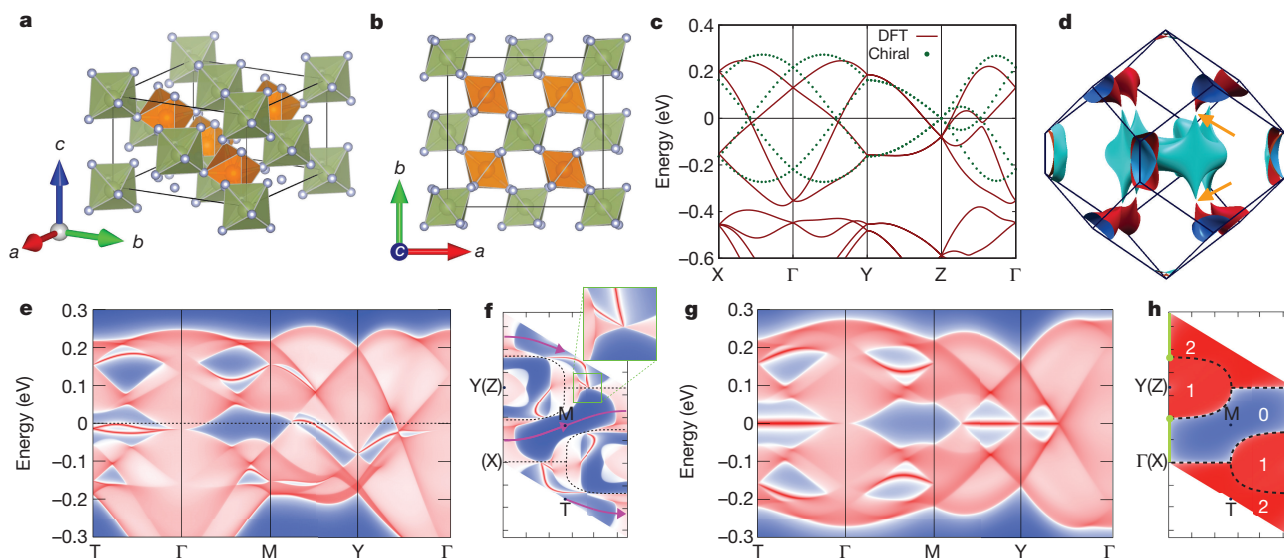 a
c
a
b
b
b
c
a
c
Energy (eV)
0.4
0.2
0
−0.2
−0.4
−0.6
DFT
Chiral
X Γ Y Z Γ
d
e
Energy (eV)
0.3
0.2
0.1
0
−0.1
−0.2
−0.3
T Γ M Y Γ
f
Y(Z)
M
(X)
T
g
Energy (eV)
0.3
0.2
0.1
0
−0.1
−0.2
−0.3
T Γ M Y Γ
h
2
Y(Z)
1
M
0
Γ(X)
1
T
2